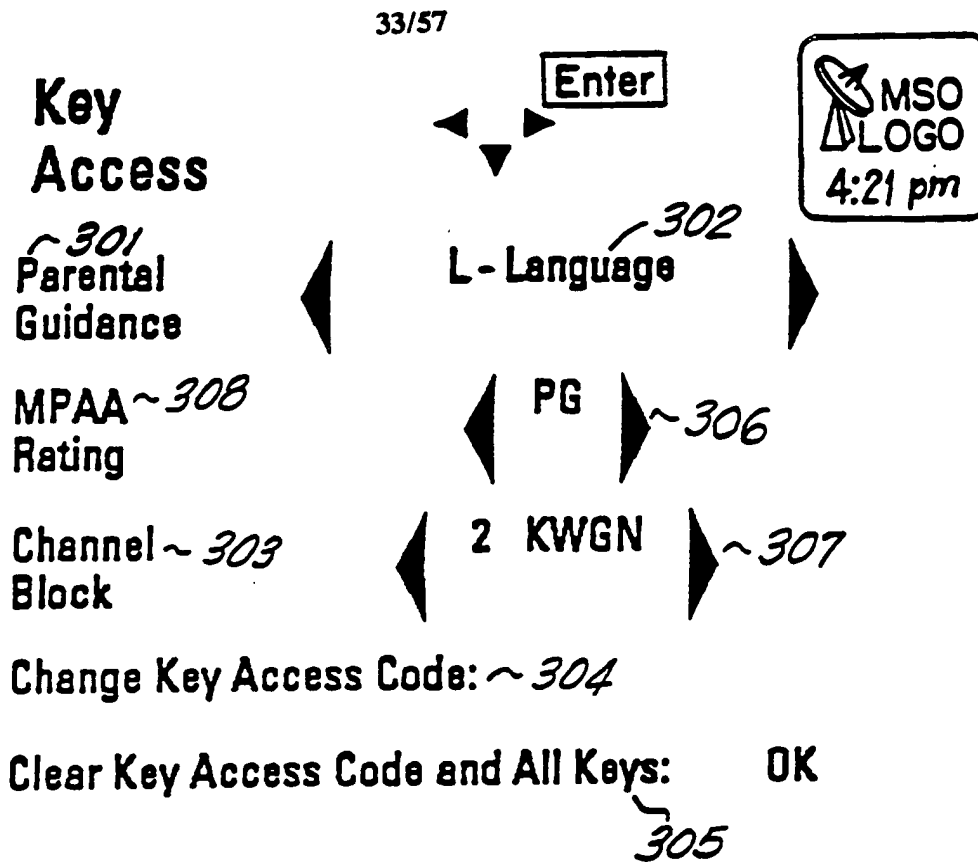 33/57
Key
Access
Enter
MSO
LOGO
4:21 pm
301
Parental
Guidance
L-Language
302
MPAA
Rating
308
PG
306
Channel
Block
303
2 KWGN
307
Change Key Access Code:
304
Clear Key Access Code and All Keys: OK
305